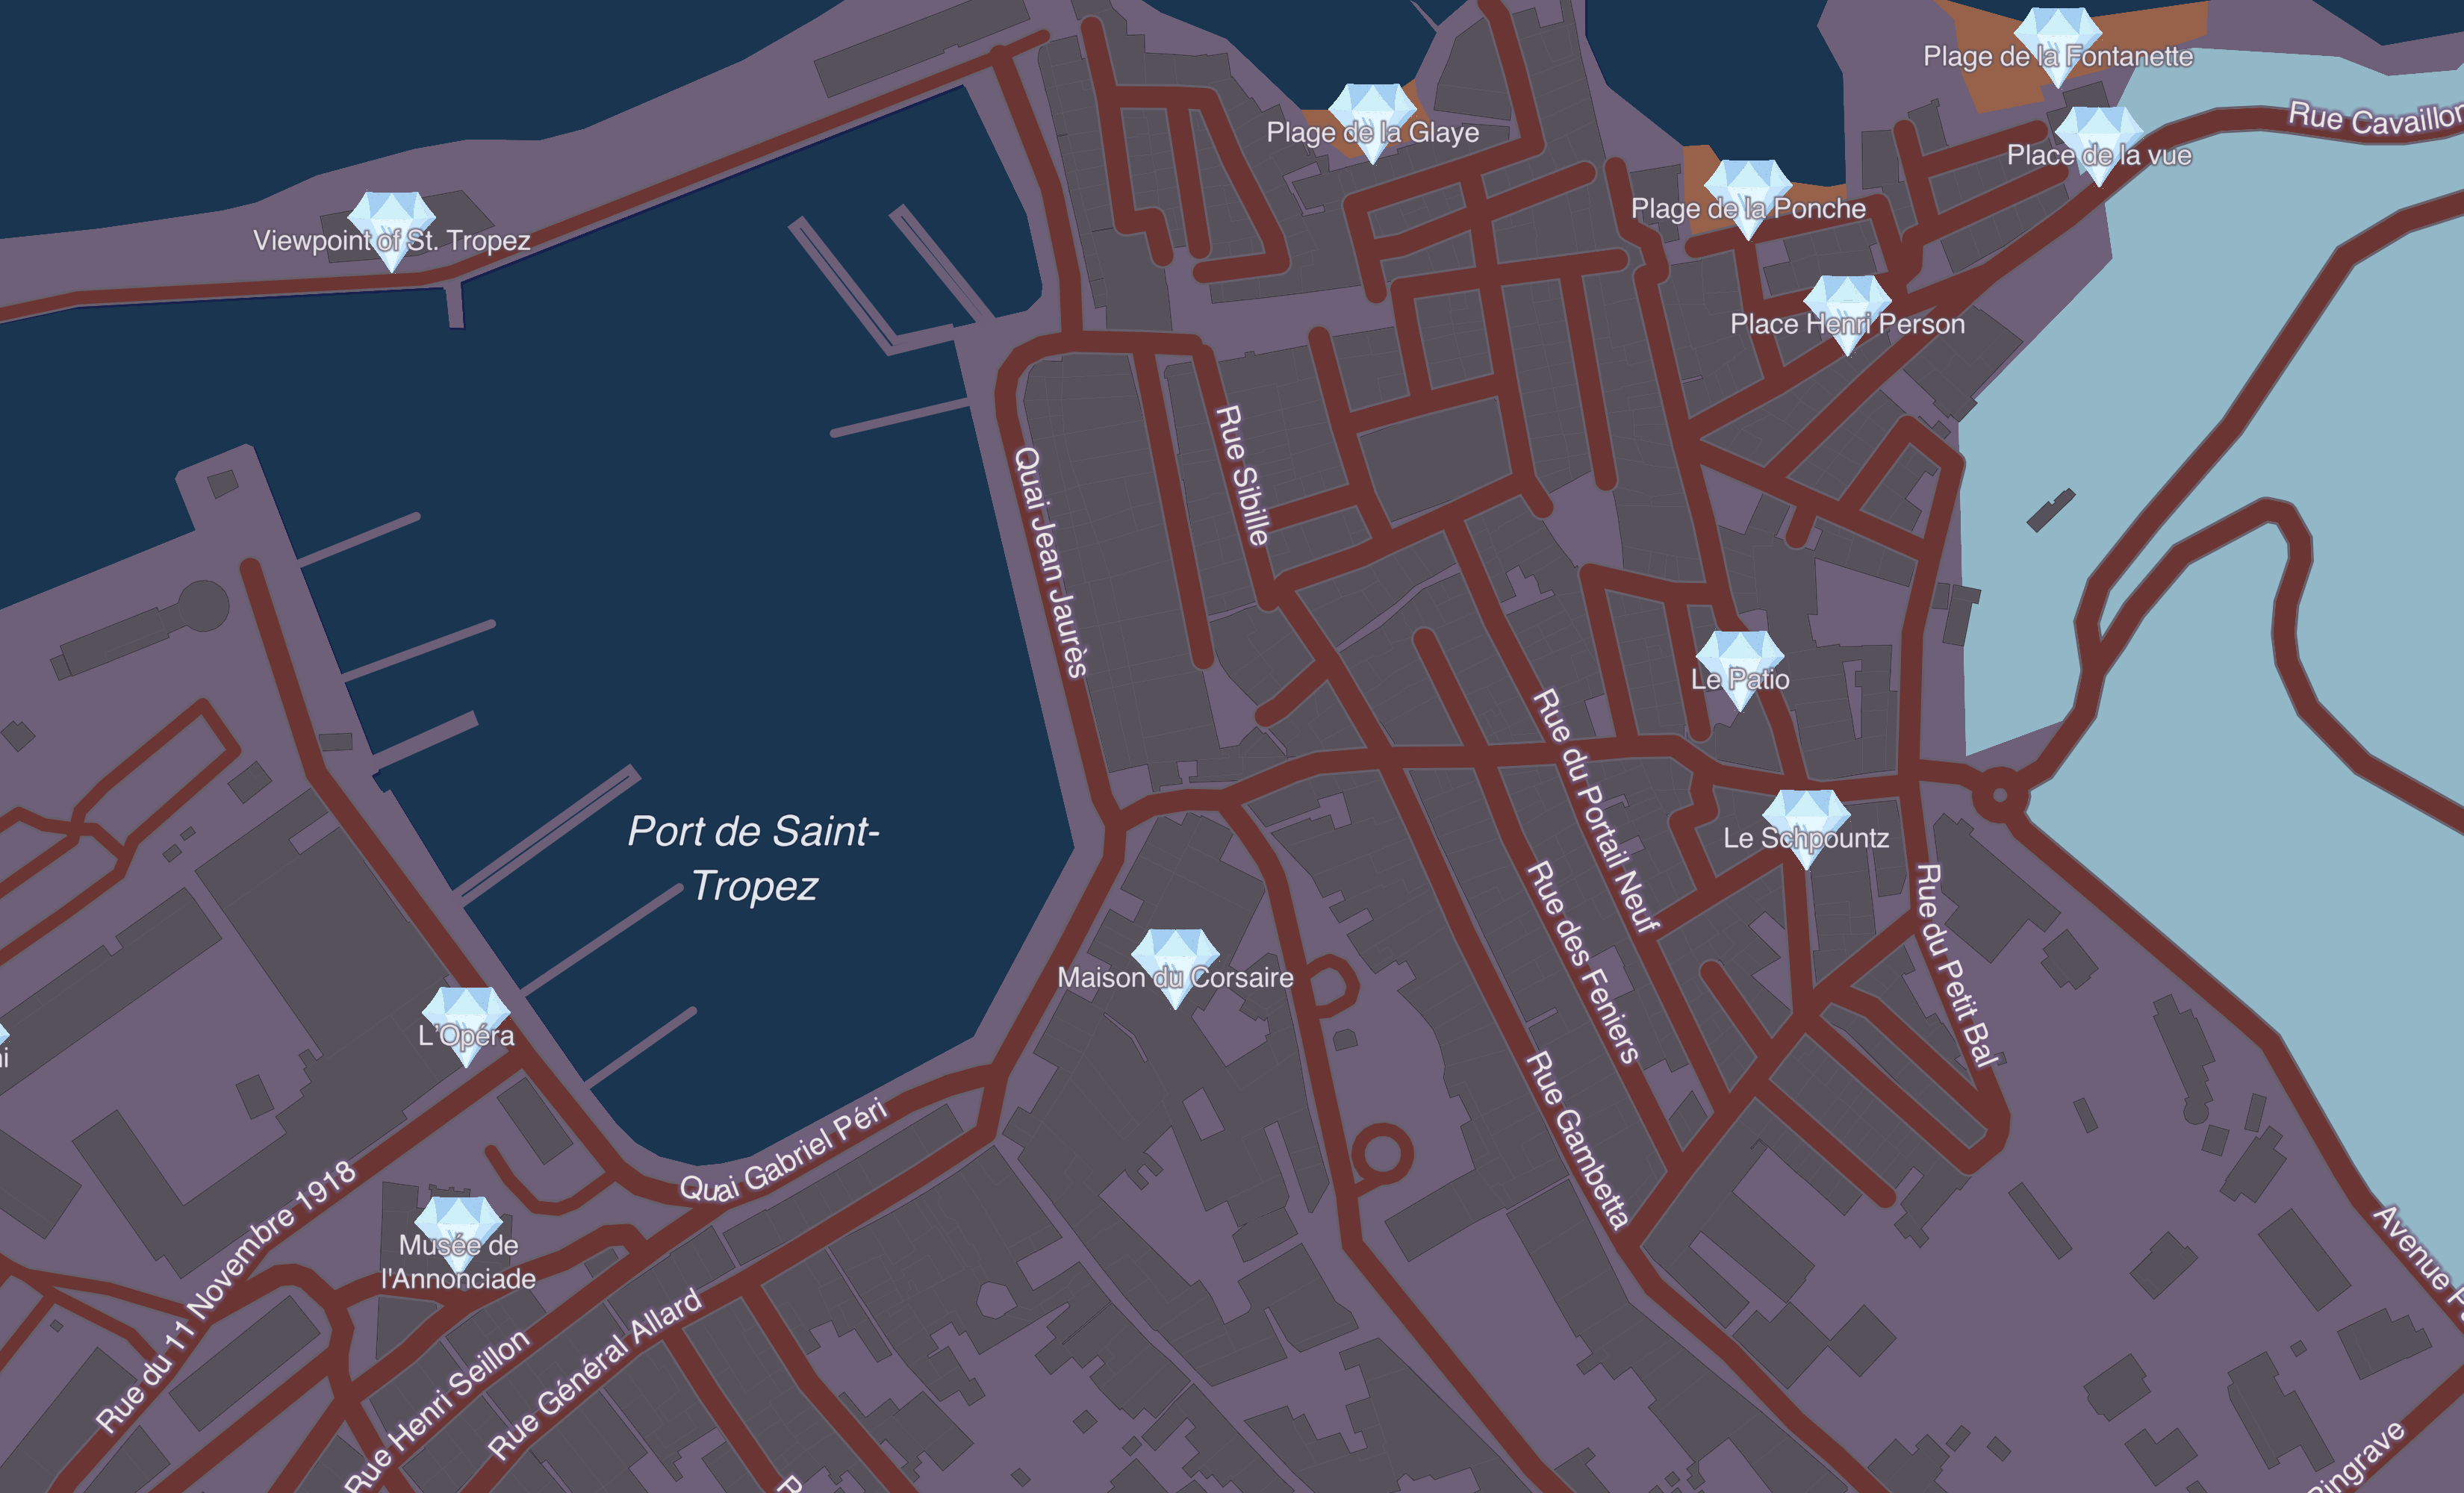 Plage de la Fontanette
Rue Cavaillon
Plage de la Glaye
Place de la vue
Plage de la Ponche
Viewpoint of St. Tropez
Place Henri Person
Rue Sibille
Quai Jean Jaurès
Le Patio
Rue du Portail Neuf
Port de Saint-
Tropez
Le Schpountz
Rue des Feniers
Rue du Petit Bal
Maison du Corsaire
L'Opéra
ni
Rue Gambetta
Quai Gabriel Péri
Rue du 11 Novembre 1918
Musée de
l'Annonciade
Avenue Pa
Rue Henri Seillon
Rue Général Allard
R
Pingrave